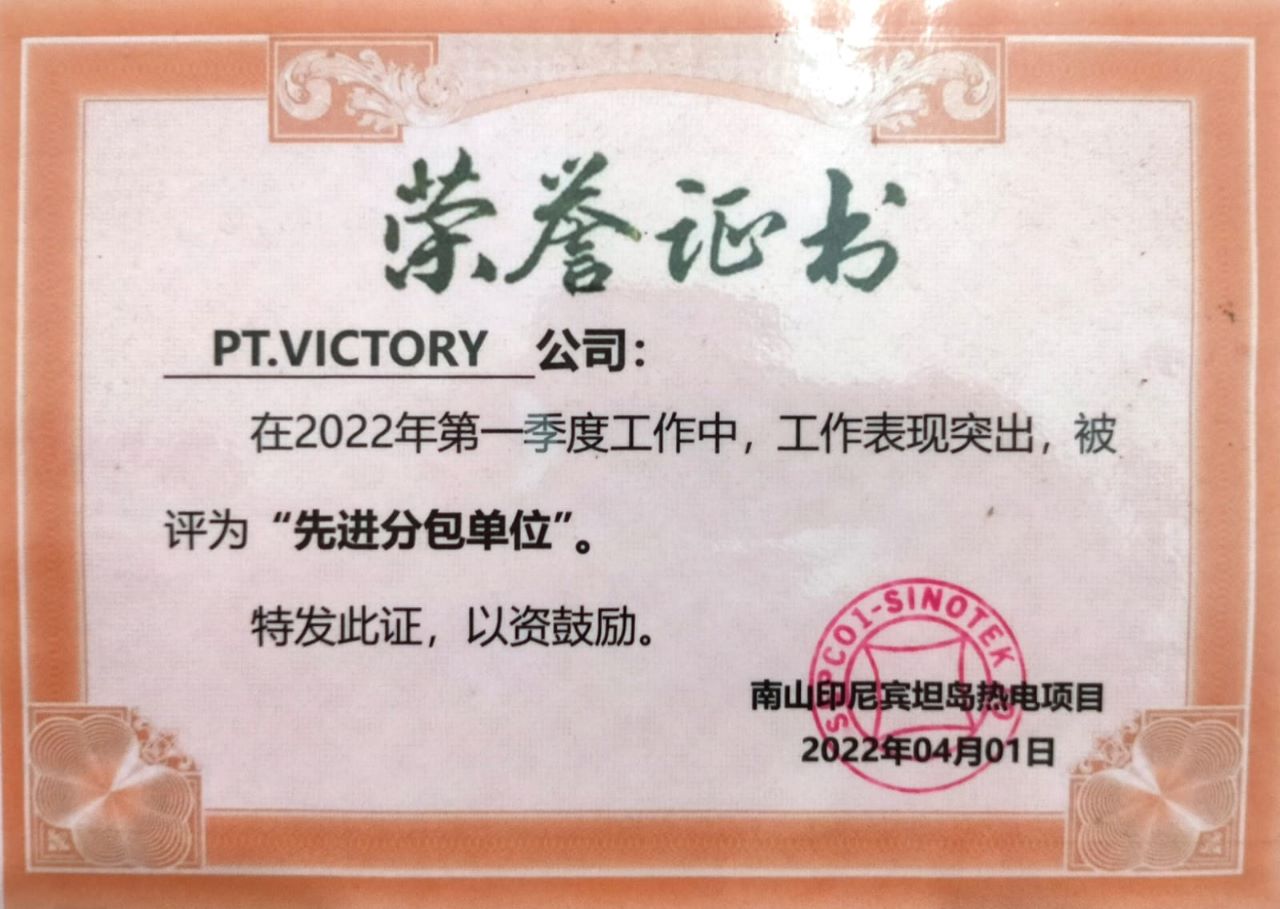 荣誉证书
PT.VICTORY 公司：
在2022年第一季度工作中，工作表现突出，被
评为“先进分包单位”。
特发此证，以资鼓励。
SEPCO1-SINOTEK
南山印尼宾坦岛热电项目
2022年04月01日